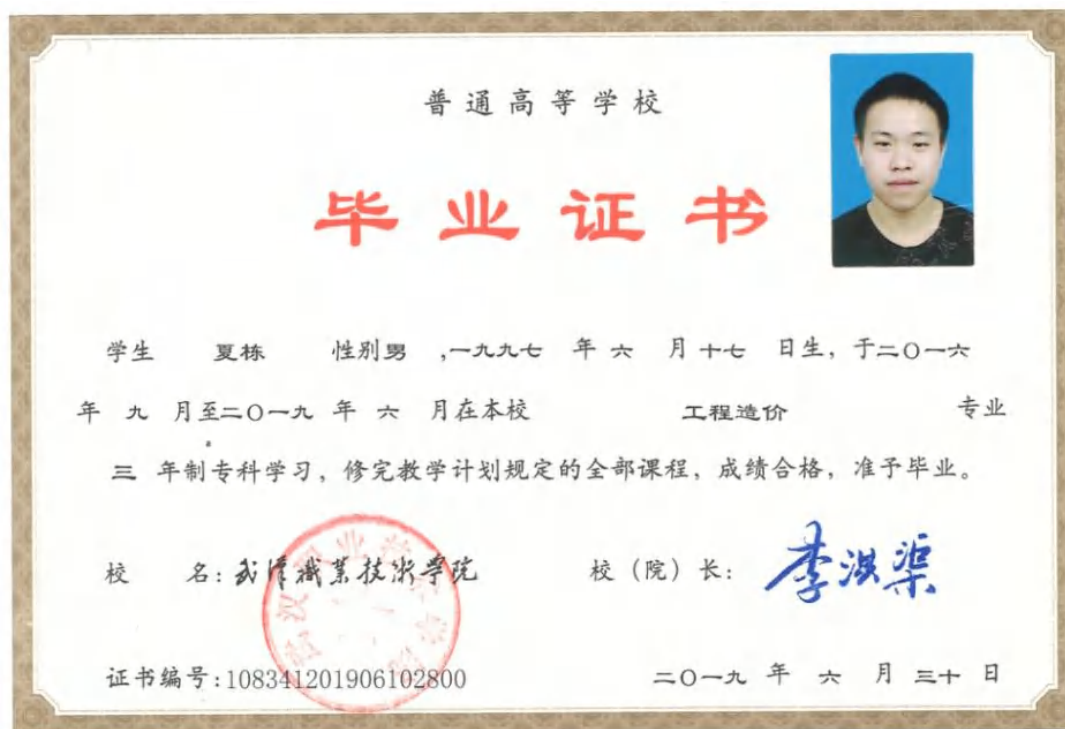 普通高等学校
毕业证书
学生 夏栋 性别男 ,一九九七 年 六 月 十七 日生，于二〇一六
年 九 月至二〇一九 年 六 月在本校 工程造价 专业
三 年制专科学习，修完教学计划规定的全部课程，成绩合格，准予毕业。
校 名：武汉職業技术学院 校（院）长：李洪渠
证书编号：108341201906102800 二〇一九 年 六 月 三十 日